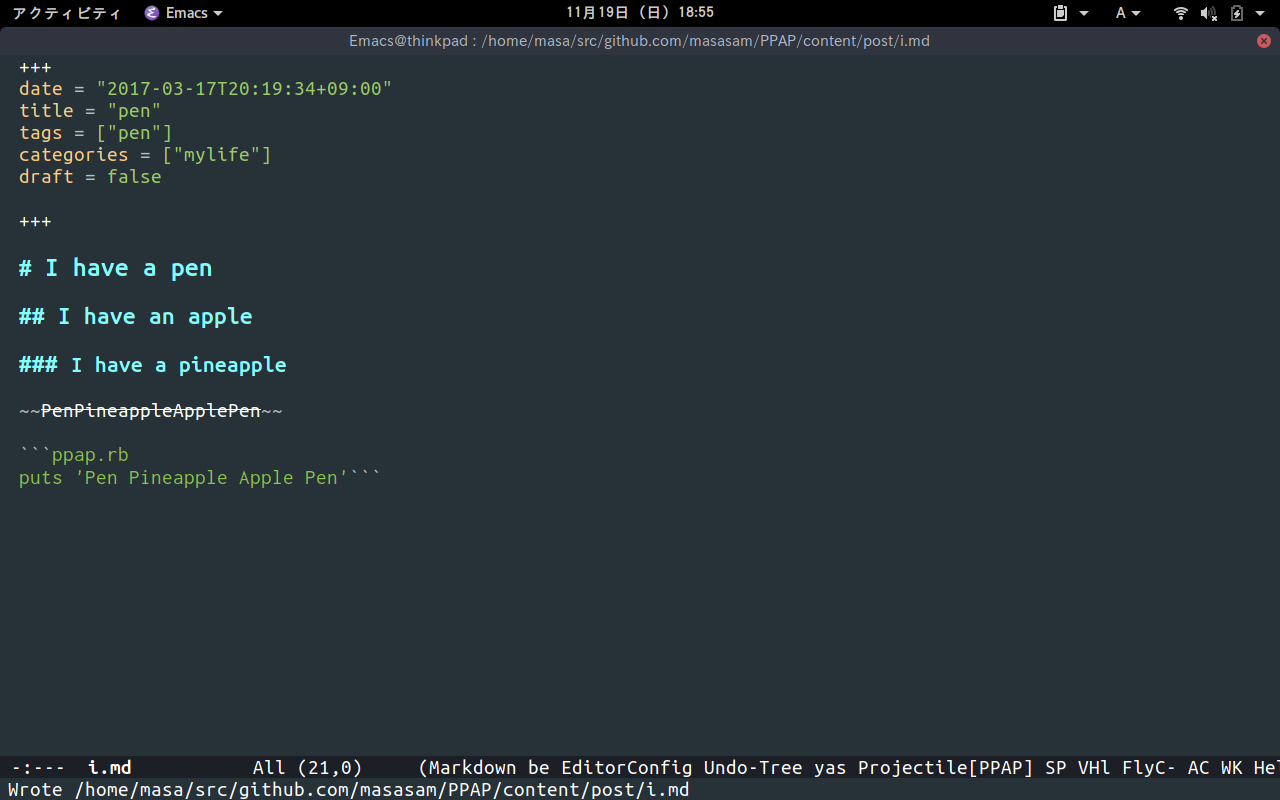 アクティビティ Emacs 11月19日 (日) 18:55 A
Emacs@thinkpad : /home/masa/src/github.com/masasam/PPAP/content/post/i.md
+++
date = "2017-03-17T20:19:34+09:00"
title = "pen"
tags = ["pen"]
categories = ["mylife"]
draft = false
+++
# I have a pen
## I have an apple
### I have a pineapple
~~PenPineappleApplePen~~
```ppap.rb
puts 'Pen Pineapple Apple Pen'```
-:--- i.md All (21,0) (Markdown be EditorConfig Undo-Tree yas Projectile[PPAP] SP VHl FlyC- AC WK Hel
Wrote /home/masa/src/github.com/masasam/PPAP/content/post/i.md